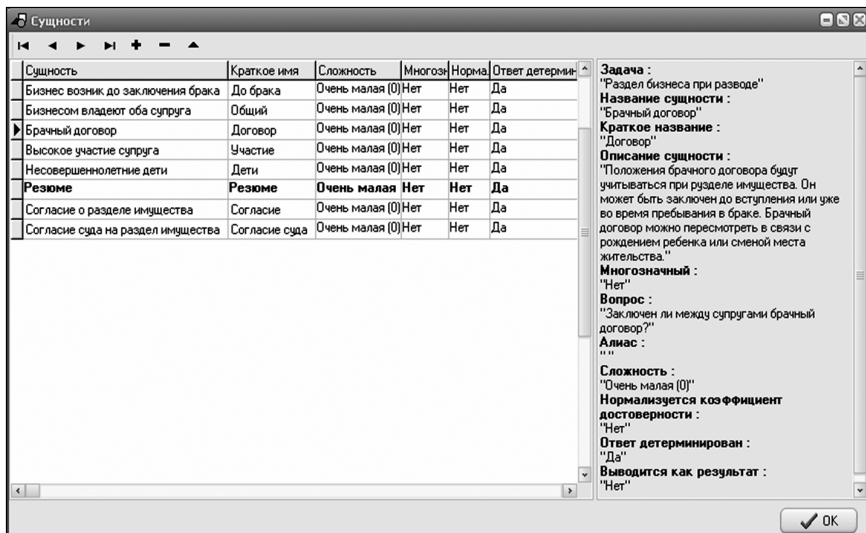 Сущности
Сущность Краткое имя Сложность Многозн Норма. Ответ детермин
Бизнес возник до заключения брака До брака Очень малая (0) Нет Нет Да
Бизнесом владеют оба супруга Общий Очень малая (0) Нет Нет Да
Брачный договор Договор Очень малая (0) Нет Нет Да
Высокое участие супруга Участие Очень малая (0) Нет Нет Да
Несовершеннолетние дети Дети Очень малая (0) Нет Нет Да
Резюме Резюме Очень малая Нет Нет Да
Согласие о разделе имущества Согласие Очень малая (0) Нет Нет Да
Согласие суда на раздел имущества Согласие суда Очень малая (0) Нет Нет Да
Задача :
"Раздел бизнеса при разводе"
Название сущности :
"Брачный договор"
Краткое название :
"Договор"
Описание сущности :
"Положения брачного договора будут
учитываться при рузделе имущества. Он
может быть заключен до вступления или уже
во время пребывания в браке. Брачный
договор можно пересмотреть в связи с
рождением ребенка или сменой места
жительства."
Многозначный :
"Нет"
Вопрос :
"Заключен ли между супругами брачный
договор?"
Алиас :
" "
Сложность :
"Очень малая (0)"
Нормализуется коэффициент
достоверности :
"Нет"
Ответ детерминирован :
"Да"
Выводится как результат :
"Нет"
OK